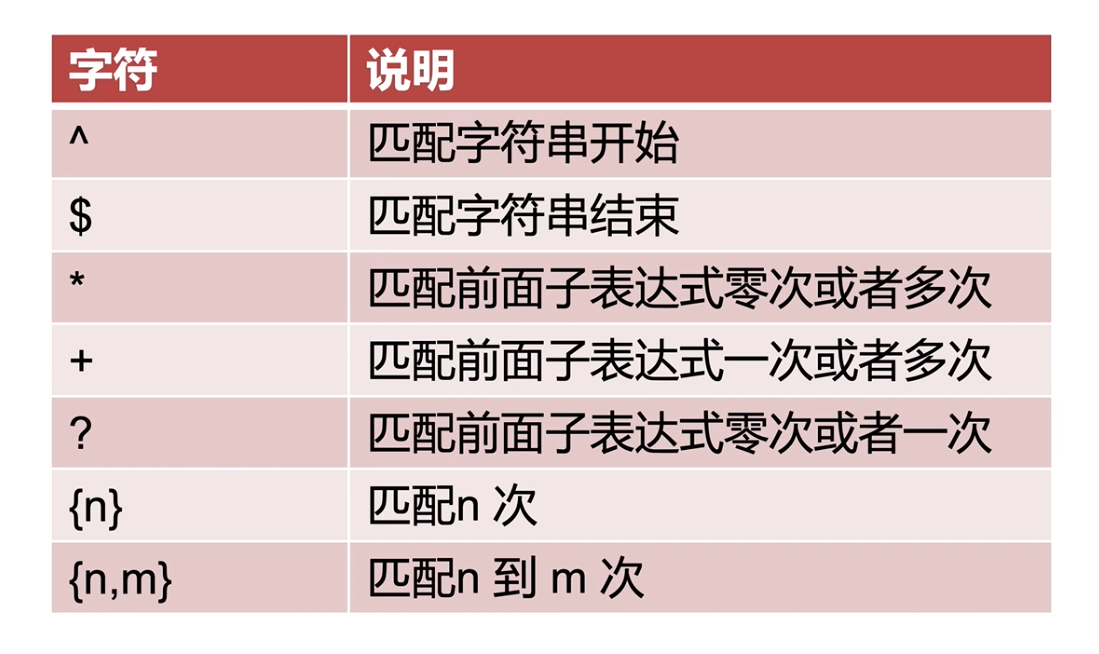 字符 说明
^ 匹配字符串开始
$ 匹配字符串结束
* 匹配前面子表达式零次或者多次
+ 匹配前面子表达式一次或者多次
? 匹配前面子表达式零次或者一次
{n} 匹配n 次
{n,m} 匹配n 到 m 次